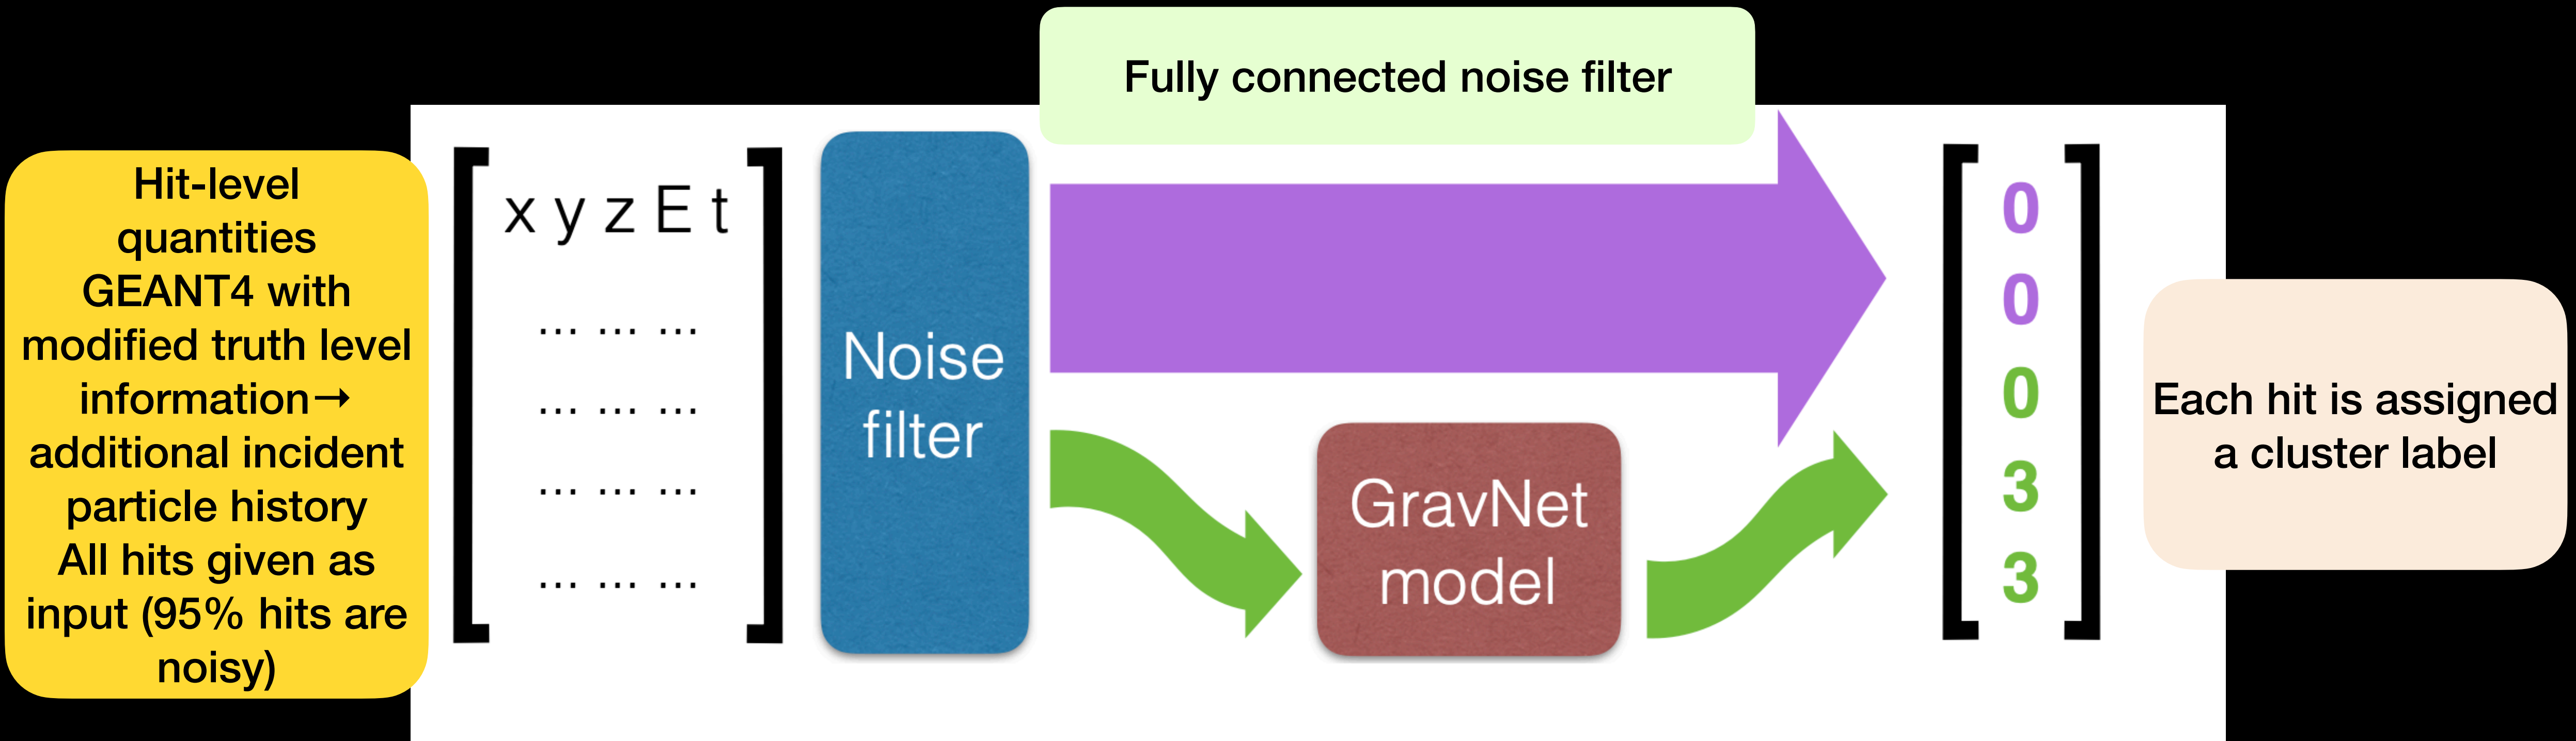 Fully connected noise filter
Hit-level
quantities
GEANT4 with
modified truth level
information→
additional incident
particle history
All hits given as
input (95% hits are
noisy)
x y z E t
... ... ...
... ... ...
... ... ...
... ... ...
Noise
filter
GravNet
model
0
0
0
3
3
Each hit is assigned
a cluster label